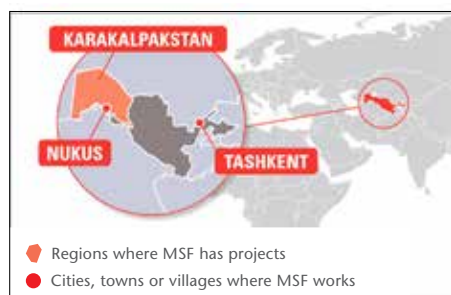 KARAKALPAKSTAN
NUKUS
TASHKENT
Regions where MSF has projects
Cities, towns or villages where MSF works